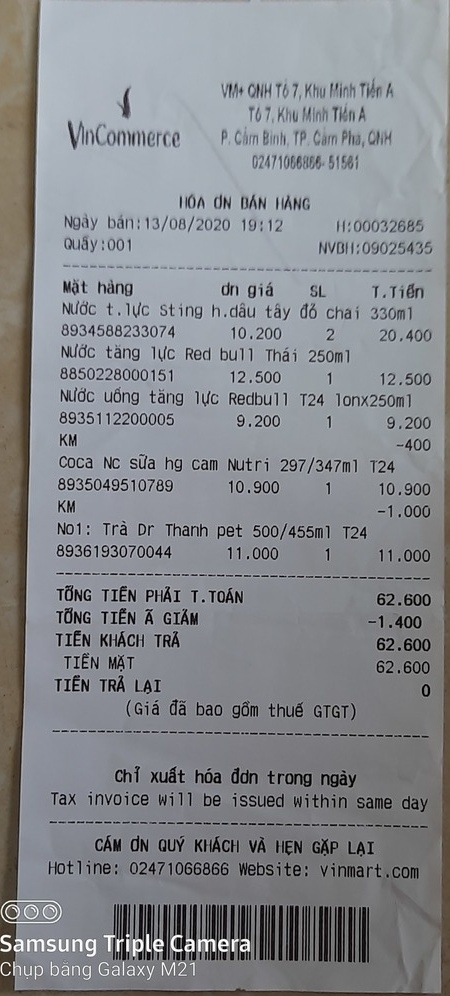 VinCommerce
VM+ QNH Tổ 7, Khu Minh Tiến A
Tổ 7, Khu Minh Tiến A
P. Cẩm Bình, TP. Cẩm Phả, QNH
02471066866- 51561
HÓA ƠN BÁN HÀNG
Ngày bán:13/08/2020 19:12 H:00032685
Quầy:001 NVBH:09025435
Mặt hàng ơn giá SL T.Tiền
Nước t.lực Sting h.dâu tây đỏ chai 330ml
8934588233074 10.200 2 20.400
Nước tăng lực Red bull Thái 250ml
8850228000151 12.500 1 12.500
Nước uống tăng lực Redbull T24 lonx250ml
8935112200005 9.200 1 9.200
KM -400
Coca Nc sữa hg cam Nutri 297/347ml T24
8935049510789 10.900 1 10.900
KM -1.000
No1: Trà Dr Thanh pet 500/455ml T24
8936193070044 11.000 1 11.000
TỔNG TIỀN PHẢI T.TOÁN 62.600
TỔNG TIỀN Ã GIẢM -1.400
TIỀN KHÁCH TRẢ 62.600
TIỀN MẶT 62.600
TIỀN TRẢ LẠI 0
(Giá đã bao gồm thuế GTGT)
Chỉ xuất hóa đơn trong ngày
Tax invoice will be issued within same day
CẢM ƠN QUÝ KHÁCH VÀ HẸN GẶP LẠI
Hotline: 02471066866 Website: vinmart.com
Samsung Triple Camera
Chụp bằng Galaxy M21